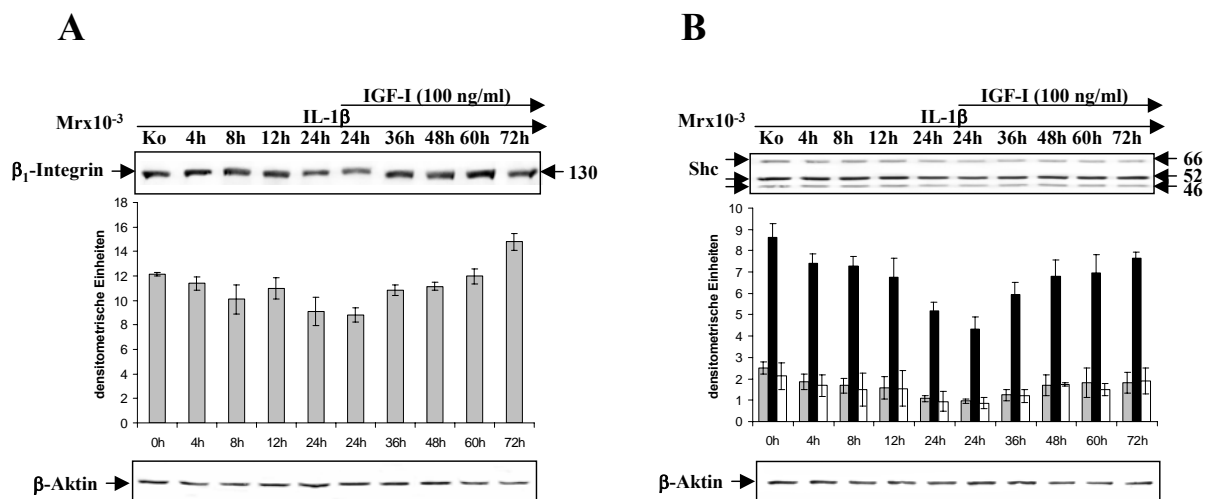 A
IGF-I (100 ng/ml)
IL-1β
Mrx10-3
Ko 4h 8h 12h 24h 24h 36h 48h 60h 72h
β1-Integrin
130
densitometrische Einheiten
18
16
14
12
10
8
6
4
2
0
0h 4h 8h 12h 24h 24h 36h 48h 60h 72h
β-Aktin
B
IGF-I (100 ng/ml)
IL-1β
Mrx10-3
Ko 4h 8h 12h 24h 24h 36h 48h 60h 72h
Shc
66
52
46
densitometrische Einheiten
10
9
8
7
6
5
4
3
2
1
0
0h 4h 8h 12h 24h 24h 36h 48h 60h 72h
β-Aktin